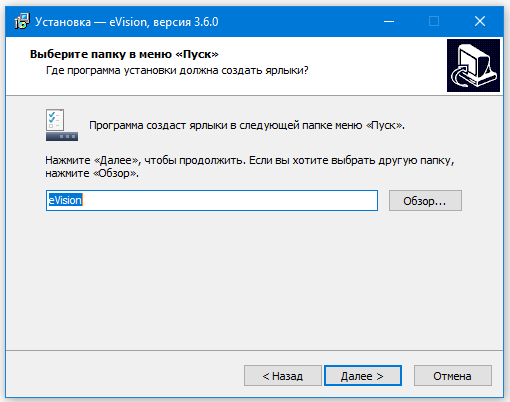 Установка — eVision, версия 3.6.0
Выберите папку в меню «Пуск»
Где программа установки должна создать ярлыки?
Программа создаст ярлыки в следующей папке меню «Пуск».
Нажмите «Далее», чтобы продолжить. Если вы хотите выбрать другую папку,
нажмите «Обзор».
eVision
Обзор...
< Назад
Далее >
Отмена